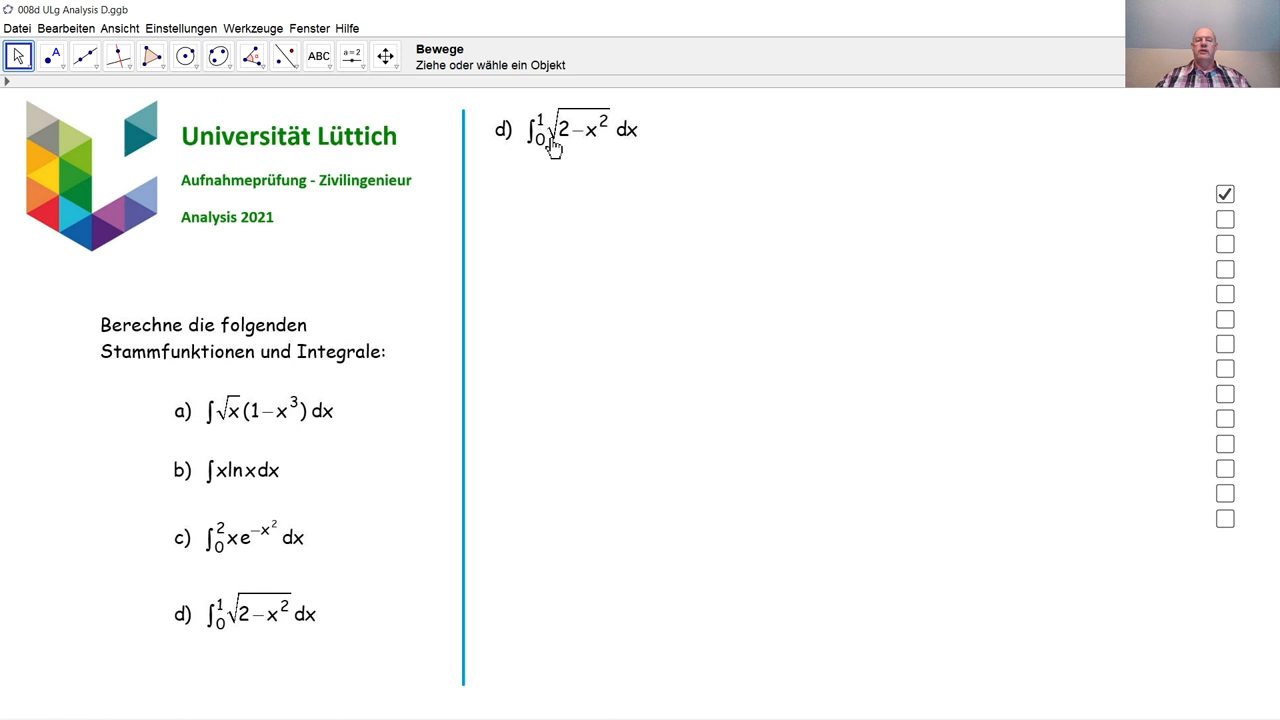 008d ULg Analysis D.ggb
Datei Bearbeiten Ansicht Einstellungen Werkzeuge Fenster Hilfe
A
ABC
a=2
Bewege
Ziehe oder wähle ein Objekt
Universität Lüttich
Aufnahmeprüfung - Zivilingenieur
Analysis 2021
Berechne die folgenden
Stammfunktionen und Integrale:
a) ∫√x(1−x³) dx
b) ∫x ln x dx
c) ∫₀² xe^(−x²) dx
d) ∫₀¹ √(2−x²) dx
d) ∫₀¹ √(2−x²) dx